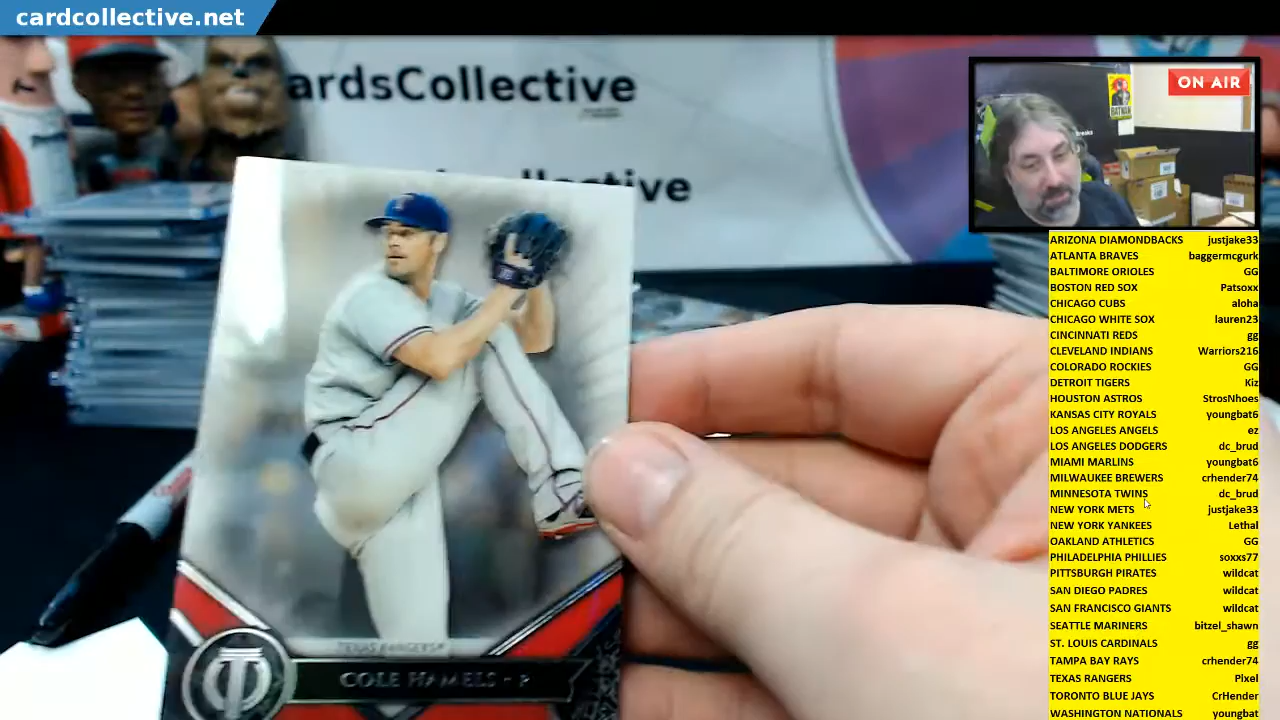 cardcollective.net
ardsCollective
ve
ON AIR
TEXAS RANGERS
COLE HAMELS - P
ARIZONA DIAMONDBACKS justjake33
ATLANTA BRAVES baggermcgurk
BALTIMORE ORIOLES GG
BOSTON RED SOX Patsoxx
CHICAGO CUBS aloha
CHICAGO WHITE SOX lauren23
CINCINNATI REDS gg
CLEVELAND INDIANS Warriors216
COLORADO ROCKIES GG
DETROIT TIGERS Kiz
HOUSTON ASTROS StrosNhoes
KANSAS CITY ROYALS youngbat6
LOS ANGELES ANGELS ez
LOS ANGELES DODGERS dc_brud
MIAMI MARLINS youngbat6
MILWAUKEE BREWERS crhender74
MINNESOTA TWINS dc_brud
NEW YORK METS justjake33
NEW YORK YANKEES Lethal
OAKLAND ATHLETICS GG
PHILADELPHIA PHILLIES soxxs77
PITTSBURGH PIRATES wildcat
SAN DIEGO PADRES wildcat
SAN FRANCISCO GIANTS wildcat
SEATTLE MARINERS bitzel_shawn
ST. LOUIS CARDINALS gg
TAMPA BAY RAYS crhender74
TEXAS RANGERS Pixel
TORONTO BLUE JAYS CrHender
WASHINGTON NATIONALS youngbat